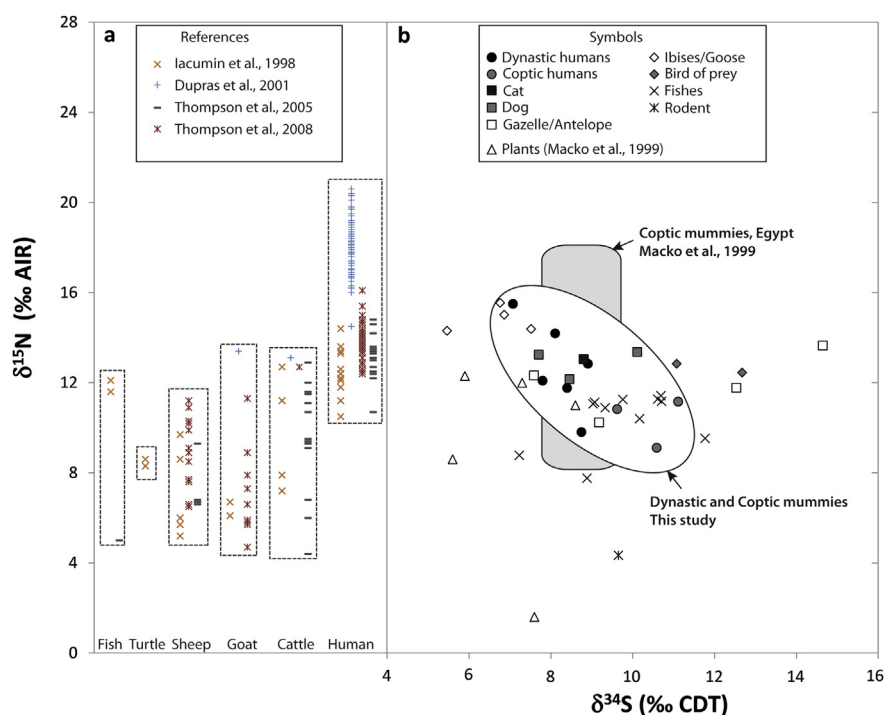 28
24
20
16
12
8
4
0
δ15N (‰ AIR)
a
References
Iacumin et al., 1998
Dupras et al., 2001
Thompson et al., 2005
Thompson et al., 2008
Fish
Turtle
Sheep
Goat
Cattle
Human
b
Symbols
Dynastic humans
Coptic humans
Cat
Dog
Gazelle/Antelope
Plants (Macko et al., 1999)
Ibises/Goose
Bird of prey
Fishes
Rodent
Coptic mummies, Egypt
Macko et al., 1999
Dynastic and Coptic mummies
This study
4
6
8
10
12
14
16
δ34S (‰ CDT)